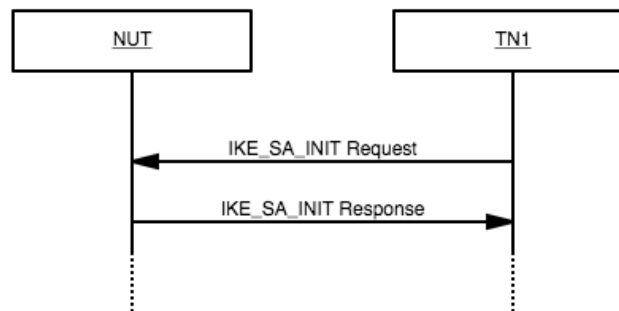 NUT
TN1
IKE_SA_INIT Request
IKE_SA_INIT Response